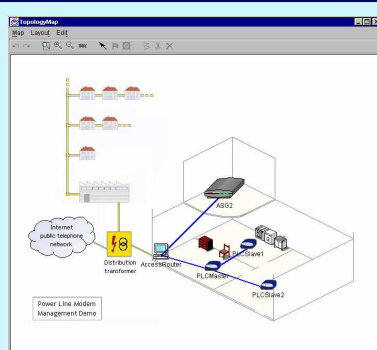 TopologyMap
Map Layout Edit
ASG2
Internet
public telephone
network
Distribution
transformer
AccessRouter
PLCSlave1
PLCMaster
PLCSlave2
Power Line Modem
Management Demo